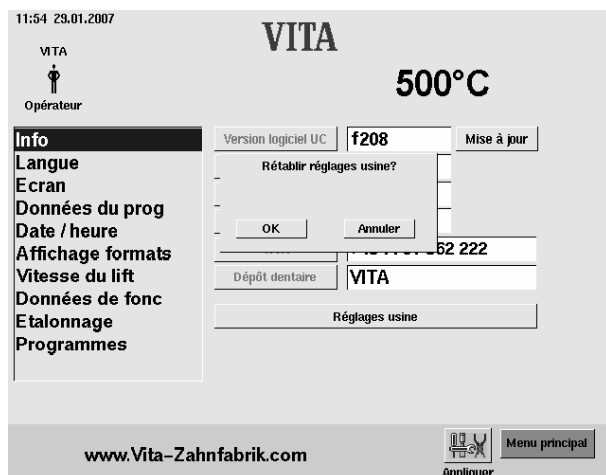 11:54 29.01.2007
VITA
VITA
Opérateur
500°C
Info
Langue
Ecran
Données du prog
Date / heure
Affichage formats
Vitesse du lift
Données de fonc
Etalonnage
Programmes
Version logiciel UC
f208
Mise à jour
Rétablir réglages usine?
OK
Annuler
62 222
Dépôt dentaire
VITA
Réglages usine
www.Vita-Zahnfabrik.com
Appliquer
Menu principal